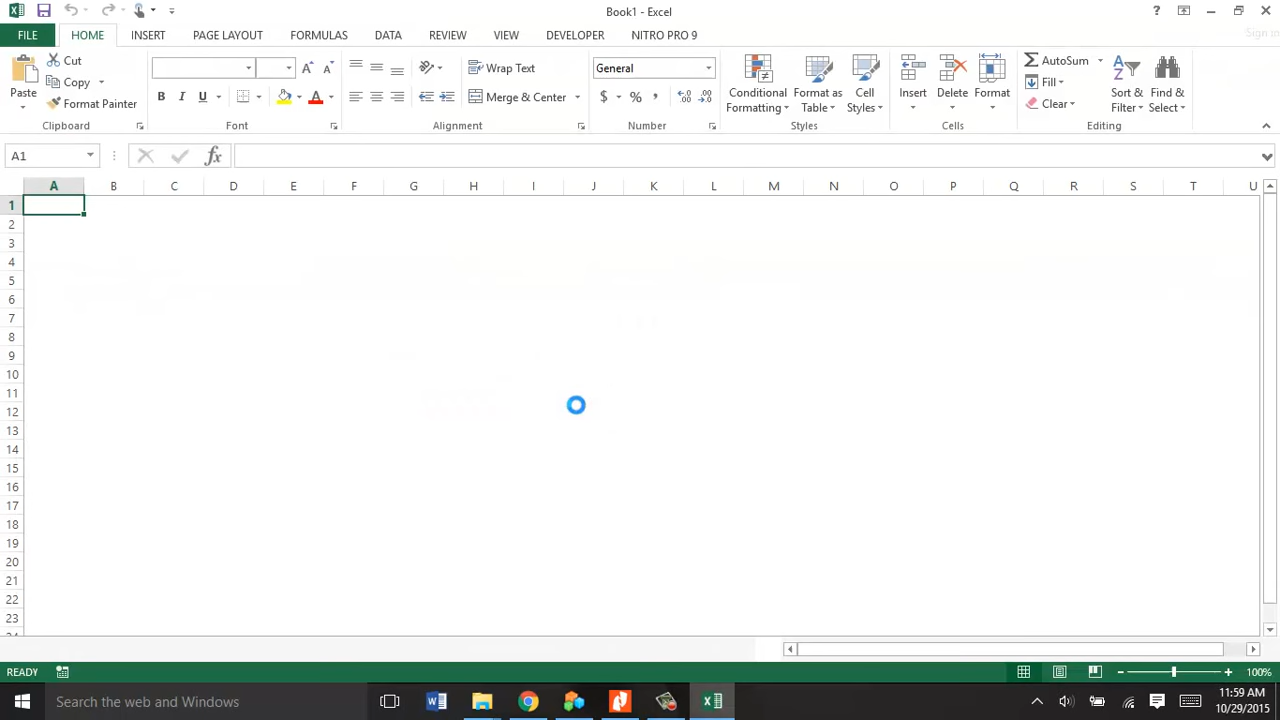 Book1 - Excel
?
Sign in
FILE HOME INSERT PAGE LAYOUT FORMULAS DATA REVIEW VIEW DEVELOPER NITRO PRO 9
Paste
Cut
Copy
Format Painter
Clipboard
B I U A
Font
Wrap Text
Merge & Center
Alignment
General
$ % ,
Number
Conditional Formatting
Format as Table
Cell Styles
Styles
Insert
Delete
Format
Cells
AutoSum
Fill
Clear
Sort & Filter
Find & Select
Editing
A1
fx
A B C D E F G H I J K L M N O P Q R S T U
1
2
3
4
5
6
7
8
9
10
11
12
13
14
15
16
17
18
19
20
21
22
23
24
READY
100%
Search the web and Windows
11:59 AM
10/29/2015